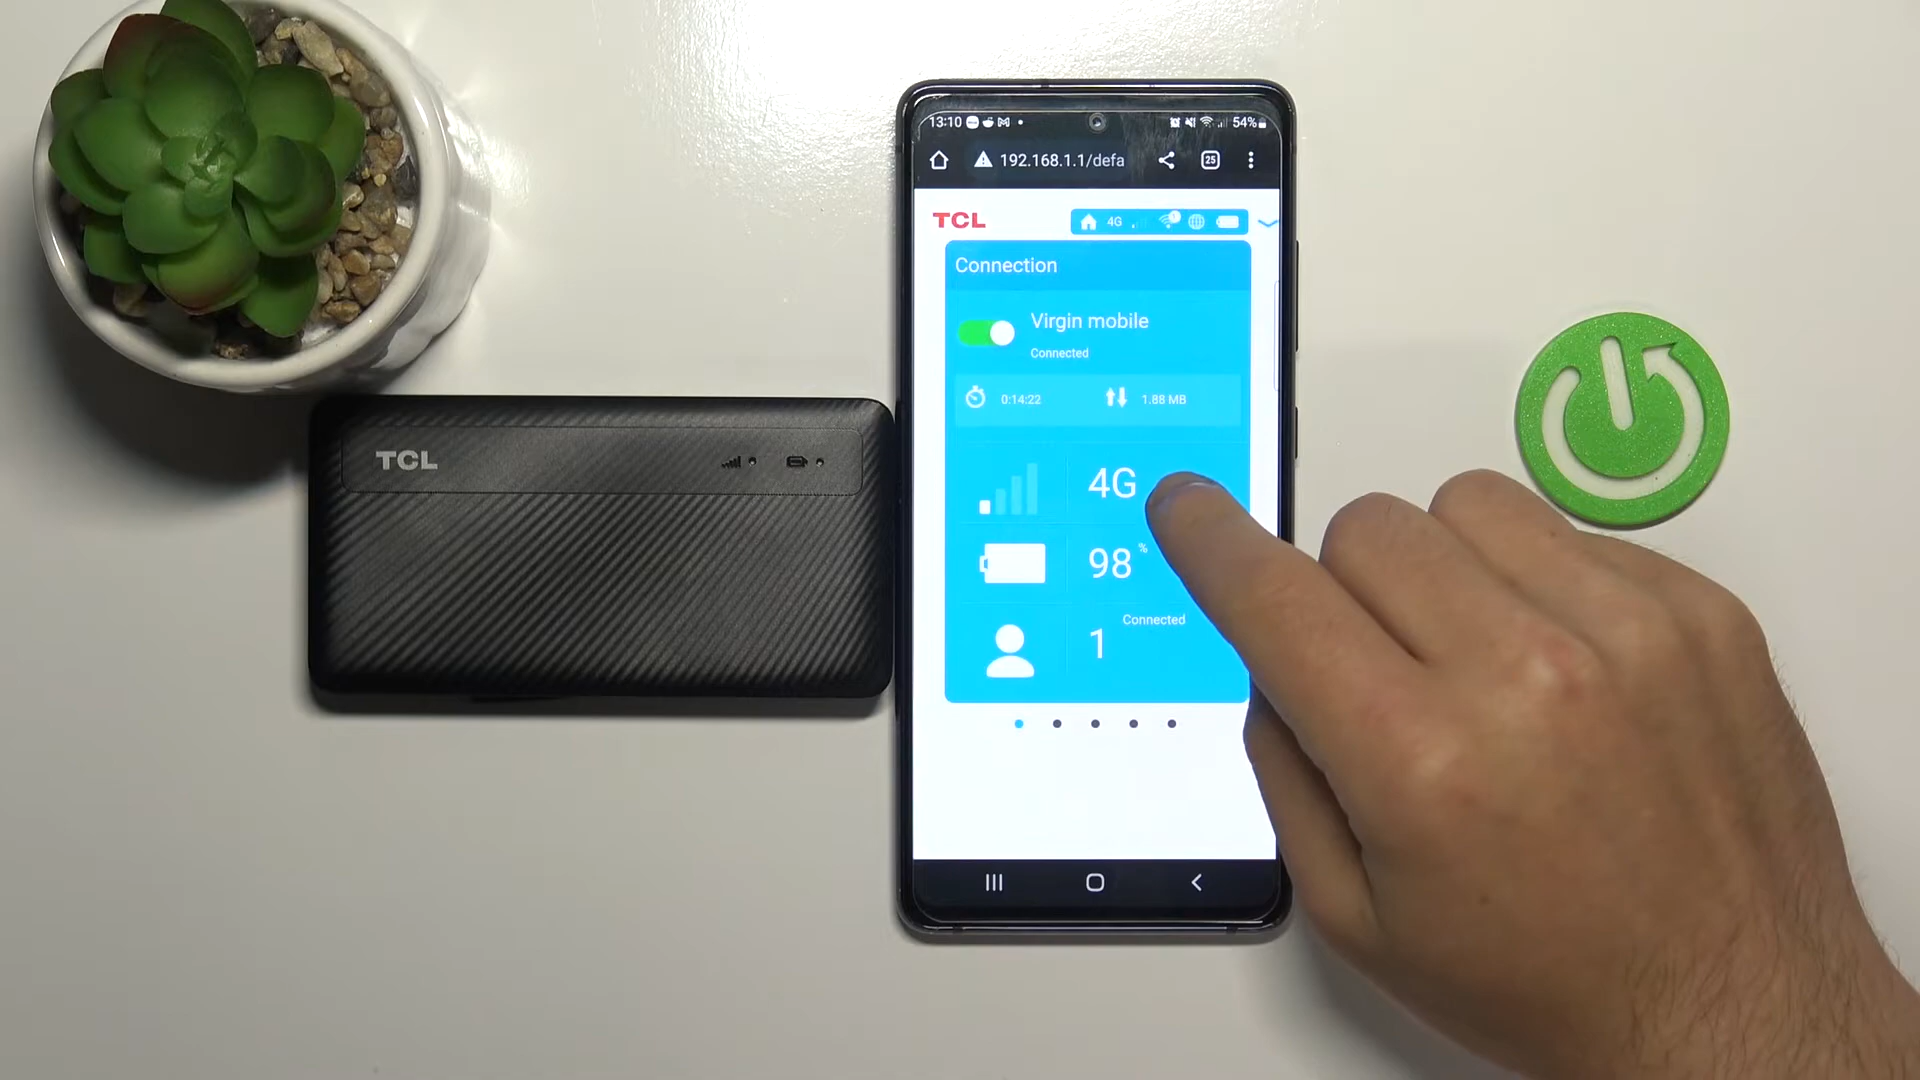 TCL
13:10
54%
192.168.1.1/defa
25
TCL
4G
1
Connection
Virgin mobile
Connected
0:14:22
1.88 MB
4G
98 %
Connected
1